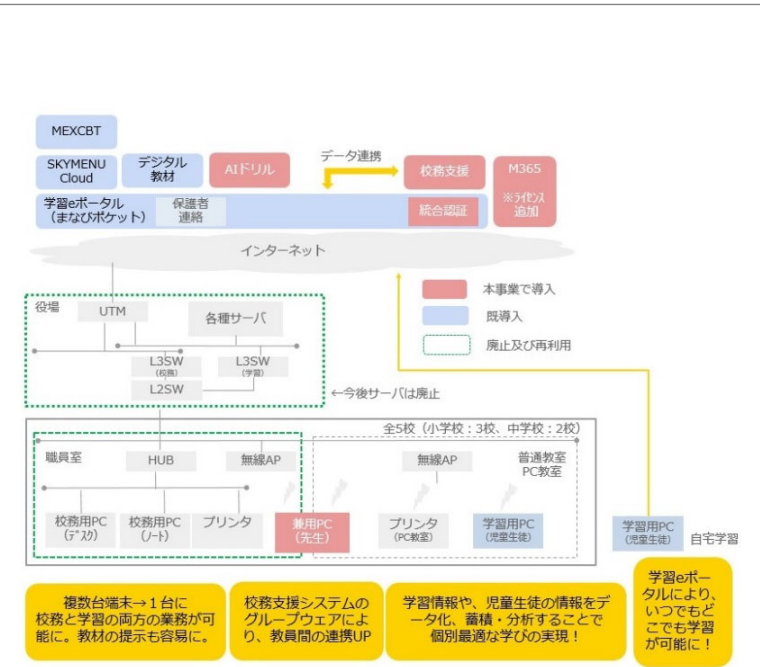 MEXCBT
SKYMENU
Cloud
デジタル
教材
AIドリル
データ連携
校務支援
M365
※ライセンス
追加
学習eポータル
（まなびポケット）
保護者
連絡
統合認証
インターネット
本事業で導入
既導入
廃止及び再利用
役場
UTM
各種サーバ
L3SW
(校務)
L3SW
(学習)
L2SW
←今後サーバは廃止
全5校（小学校：3校、中学校：2校）
職員室
HUB
無線AP
無線AP
普通教室
PC教室
校務用PC
（デスク）
校務用PC
（ノート）
プリンタ
兼用PC
（先生）
プリンタ
（PC教室）
学習用PC
（児童生徒）
学習用PC
（児童生徒）
自宅学習
複数台端末→１台に
校務と学習の両方の業務が可
能に。教材の提示も容易に。
校務支援システムの
グループウェアによ
り、教員間の連携UP
学習情報や、児童生徒の情報をデ
ータ化、蓄積・分析することで
個別最適な学びの実現！
学習eポー
タルにより、
いつでもど
こでも学習
が可能に！